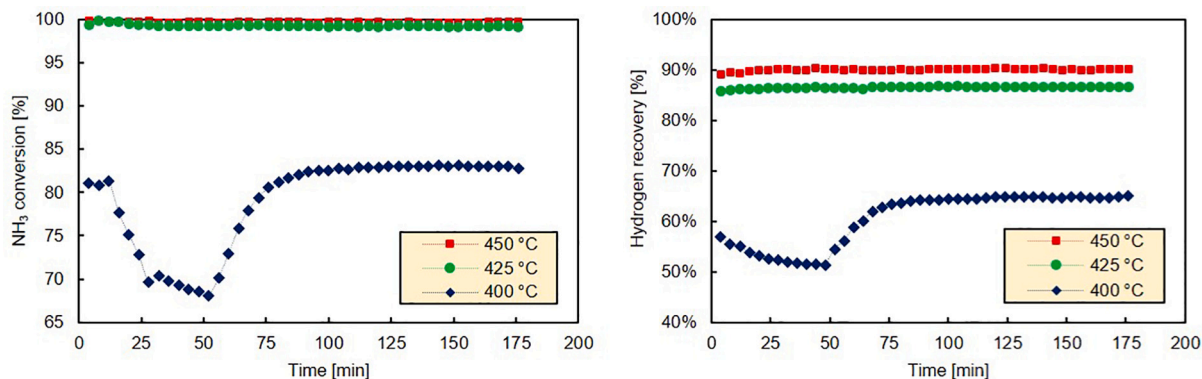 NH₃ conversion [%]
100
95
90
85
80
75
70
65
0 25 50 75 100 125 150 175 200
Time [min]
450 °C
425 °C
400 °C
Hydrogen recovery [%]
100%
90%
80%
70%
60%
50%
40%
0 25 50 75 100 125 150 175 200
Time [min]
450 °C
425 °C
400 °C